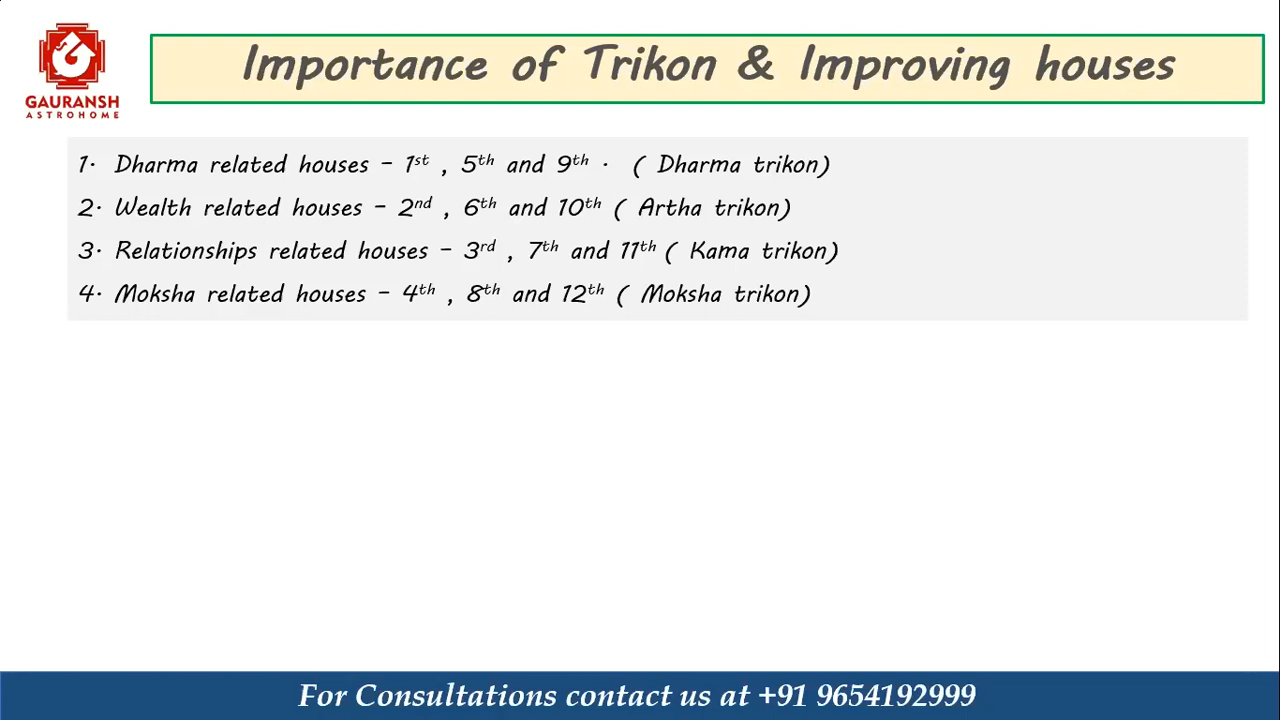 GAURANSH
ASTROHOME
Importance of Trikon & Improving houses
1. Dharma related houses - 1st , 5th and 9th . ( Dharma trikon)
2. Wealth related houses - 2nd , 6th and 10th ( Artha trikon)
3. Relationships related houses - 3rd , 7th and 11th ( Kama trikon)
4. Moksha related houses - 4th , 8th and 12th ( Moksha trikon)
For Consultations contact us at +91 9654192999